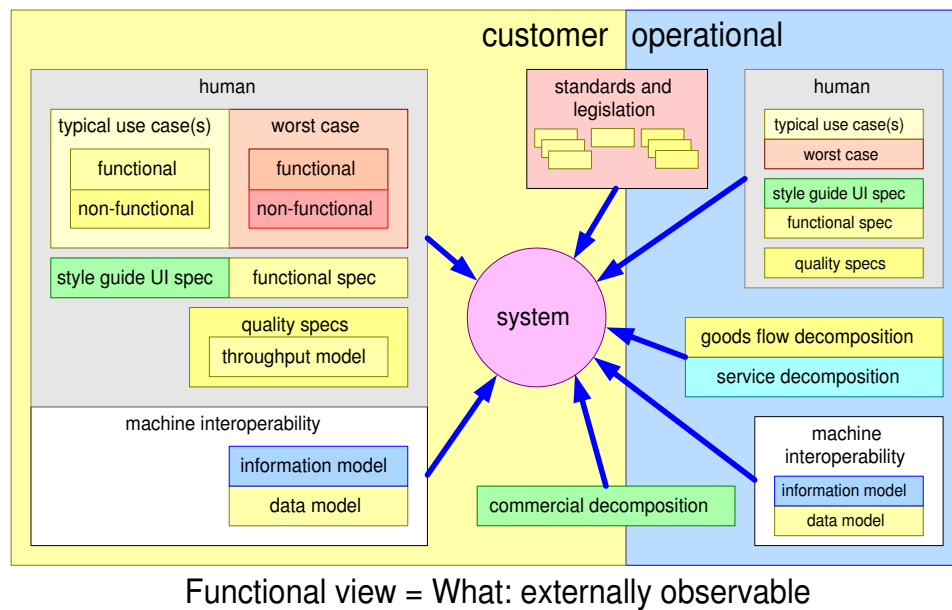 customer operational
human
typical use case(s)
functional
non-functional
worst case
functional
non-functional
style guide UI spec
functional spec
quality specs
throughput model
machine interoperability
information model
data model
standards and
legislation
system
commercial decomposition
human
typical use case(s)
worst case
style guide UI spec
functional spec
quality specs
goods flow decomposition
service decomposition
machine
interoperability
information model
data model
Functional view = What: externally observable